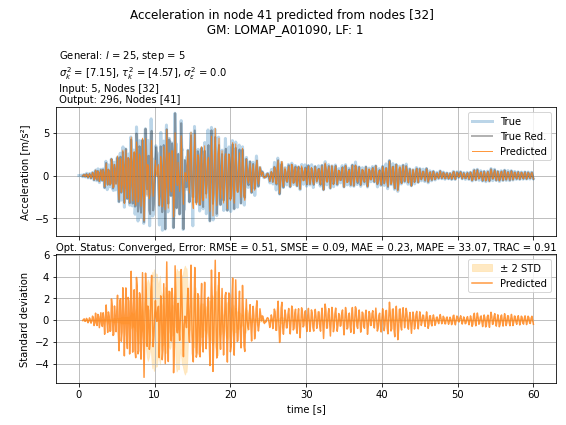 Acceleration in node 41 predicted from nodes [32]
GM: LOMAP_A01090, LF: 1
General: l = 25, step = 5
σ²ₖ = [7.15], τ²ₖ = [4.57], σ²ε = 0.0
Input: 5, Nodes [32]
Output: 296, Nodes [41]
5
0
−5
Acceleration [m/s²]
True
True Red.
Predicted
Opt. Status: Converged, Error: RMSE = 0.51, SMSE = 0.09, MAE = 0.23, MAPE = 33.07, TRAC = 0.91
6
4
2
0
−2
−4
Standard deviation
± 2 STD
Predicted
0 10 20 30 40 50 60
time [s]